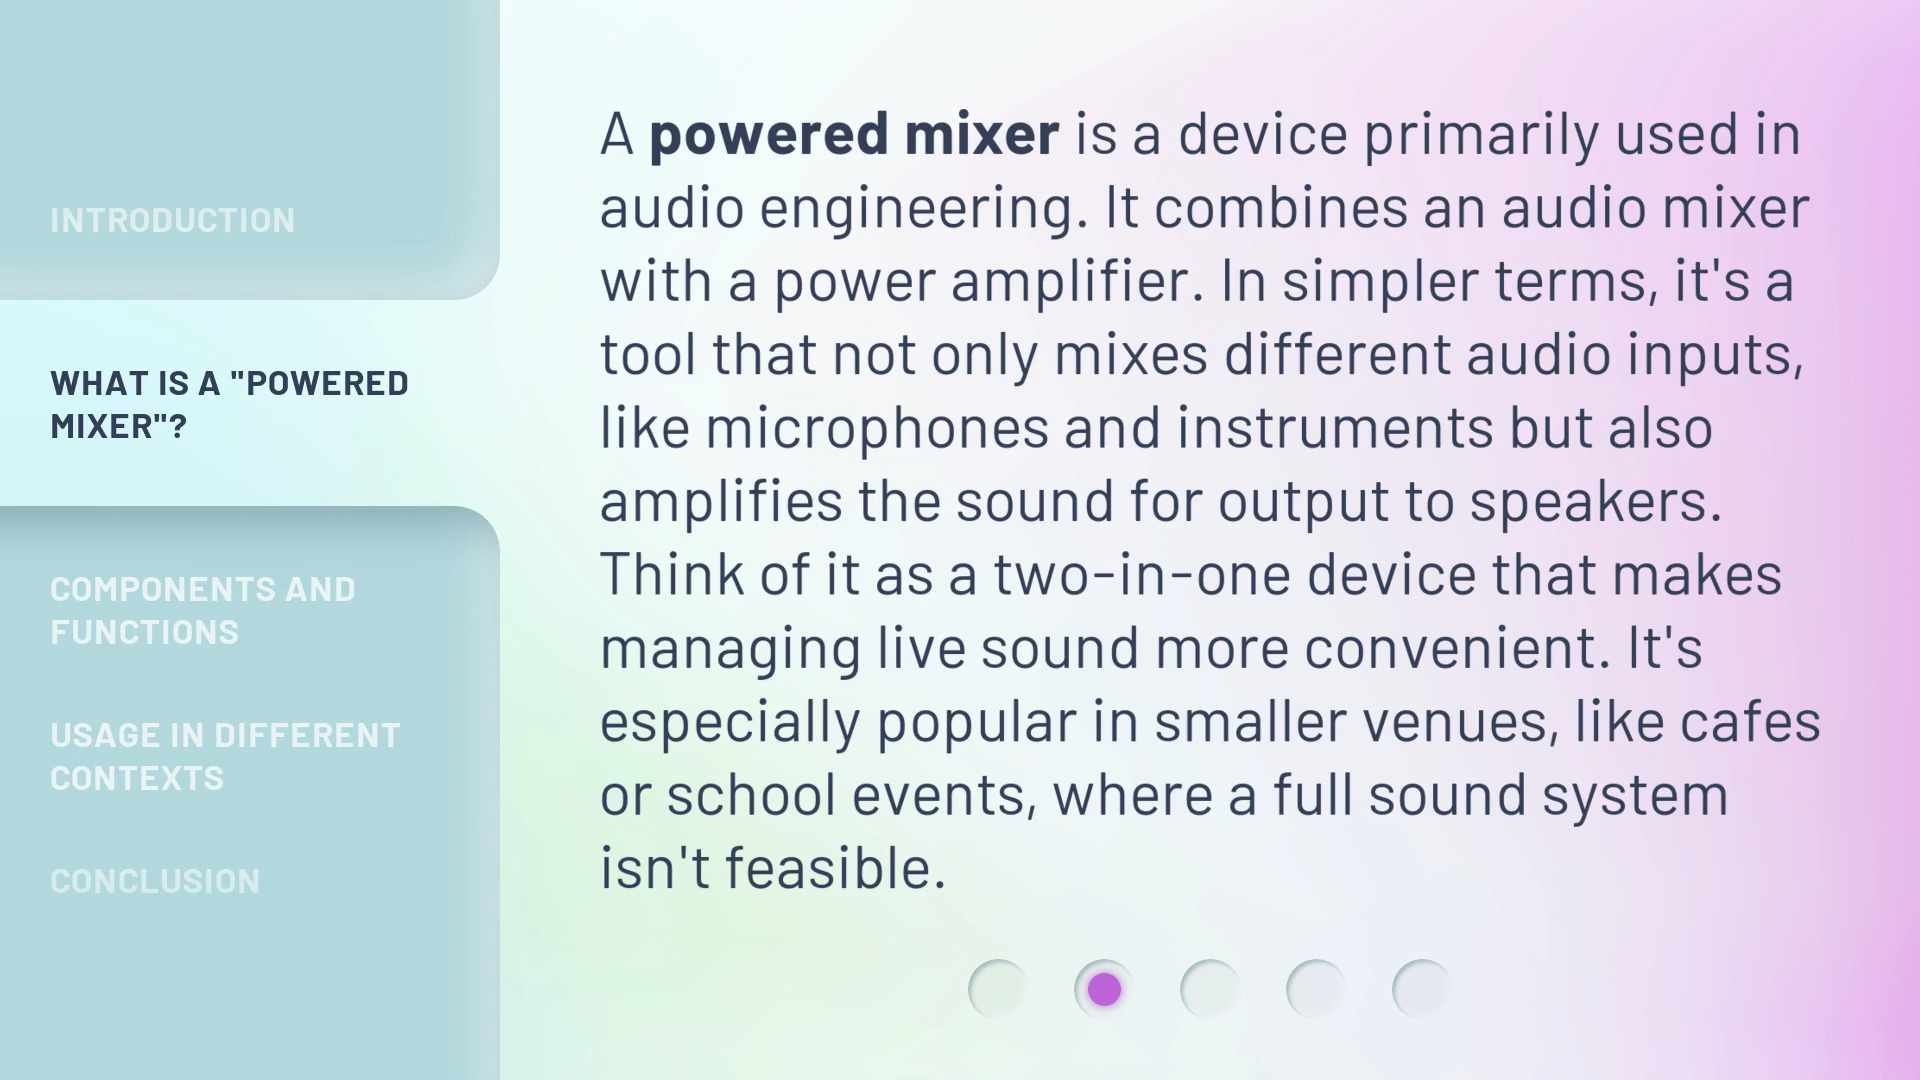 INTRODUCTION
WHAT IS A "POWERED
MIXER"?
COMPONENTS AND
FUNCTIONS
USAGE IN DIFFERENT
CONTEXTS
CONCLUSION
A powered mixer is a device primarily used in
audio engineering. It combines an audio mixer
with a power amplifier. In simpler terms, it's a
tool that not only mixes different audio inputs,
like microphones and instruments but also
amplifies the sound for output to speakers.
Think of it as a two-in-one device that makes
managing live sound more convenient. It's
especially popular in smaller venues, like cafes
or school events, where a full sound system
isn't feasible.